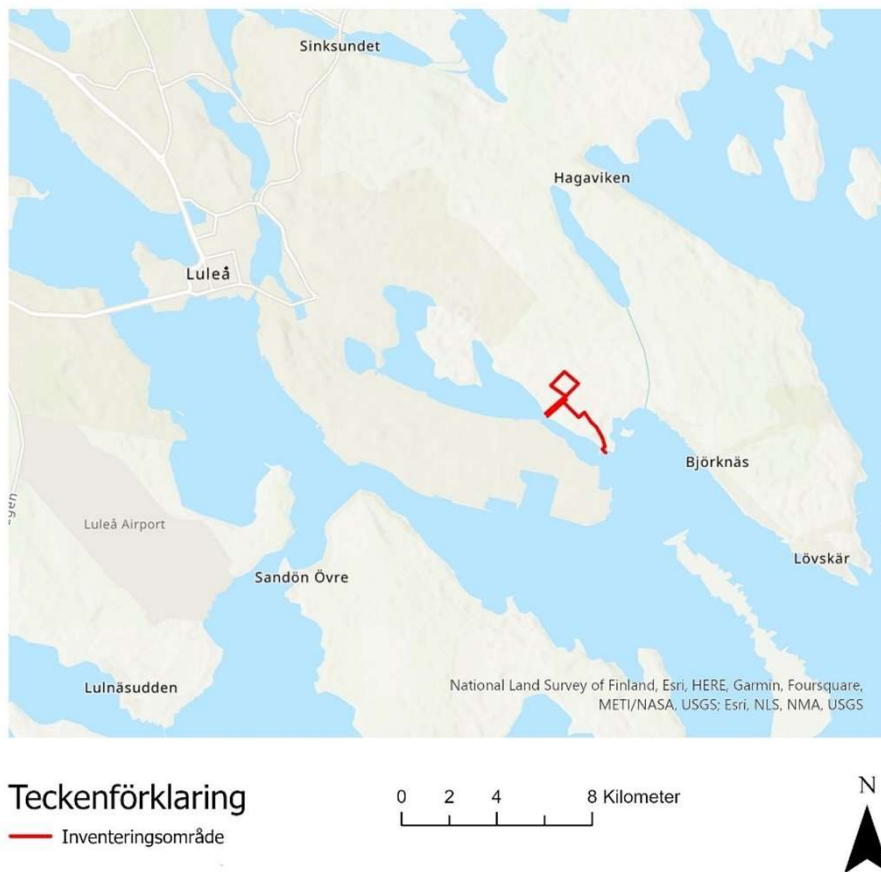 Sinksundet
Hagaviken
Luleå
Björknäs
Luleå Airport
Lövskär
Sandön Övre
Lulnäsudden
National Land Survey of Finland, Esri, HERE, Garmin, Foursquare,
METI/NASA, USGS; Esri, NLS, NMA, USGS
Teckenförklaring
Inventeringsområde
0 2 4 8 Kilometer
N